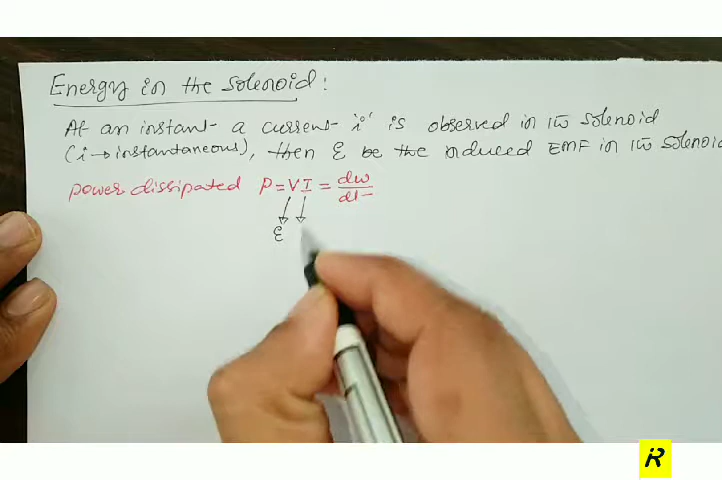 Energy in the solenoid:
At an instant a current 'i' is observed in the solenoid
(i→instantaneous), then ε be the induced EMF in the solenoid
power dissipated P=VI = dw/dt
ε
iR